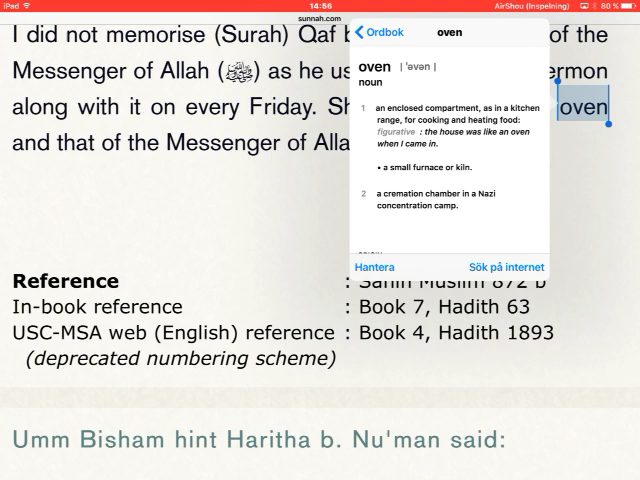 iPad 14:56 AirShou (Inspelning) 80 %
sunnah.com
I did not memorise (Surah) Qaf of the
Messenger of Allah (ﷺ) as he us ermon
along with it on every Friday. Sh oven
and that of the Messenger of Alla
Ordbok oven
oven | ˈəvən |
noun
1 an enclosed compartment, as in a kitchen
range, for cooking and heating food:
figurative : the house was like an oven
when I came in.
• a small furnace or kiln.
2 a cremation chamber in a Nazi
concentration camp.
Hantera Sök på internet
Reference : Sahih Muslim 872 b
In-book reference : Book 7, Hadith 63
USC-MSA web (English) reference : Book 4, Hadith 1893
(deprecated numbering scheme)
Umm Bisham hint Haritha b. Nu'man said: